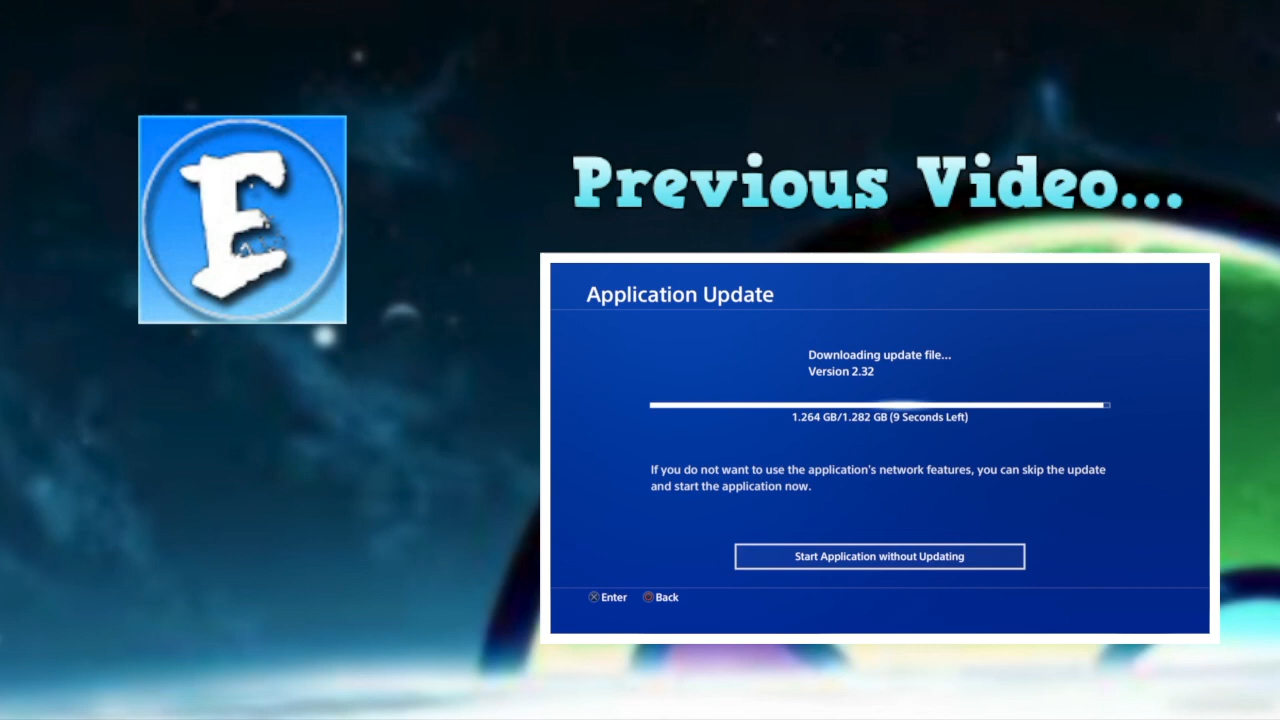 E
Previous Video...
Application Update
Downloading update file...
Version 2.32
1.264 GB/1.282 GB (9 Seconds Left)
If you do not want to use the application's network features, you can skip the update
and start the application now.
Start Application without Updating
Enter Back